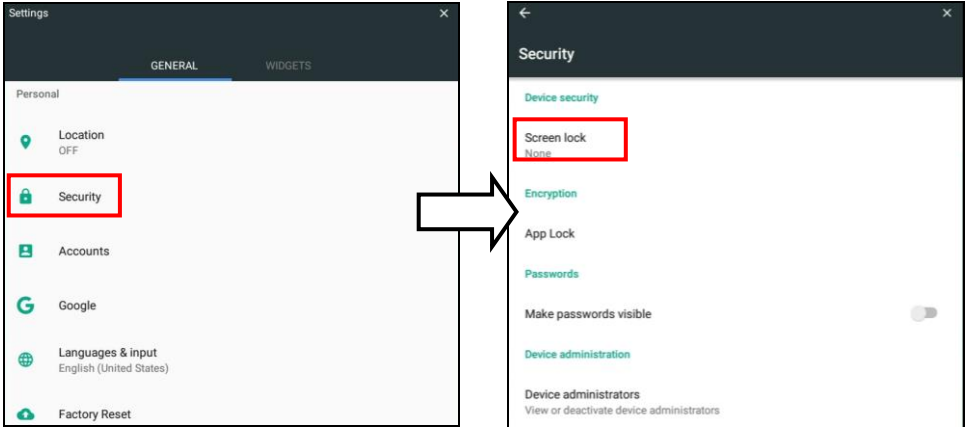 Settings
GENERAL WIDGETS
Personal
Location
OFF
Security
Accounts
Google
Languages & input
English (United States)
Factory Reset
Security
Device security
Screen lock
None
Encryption
App Lock
Passwords
Make passwords visible
Device administration
Device administrators
View or deactivate device administrators